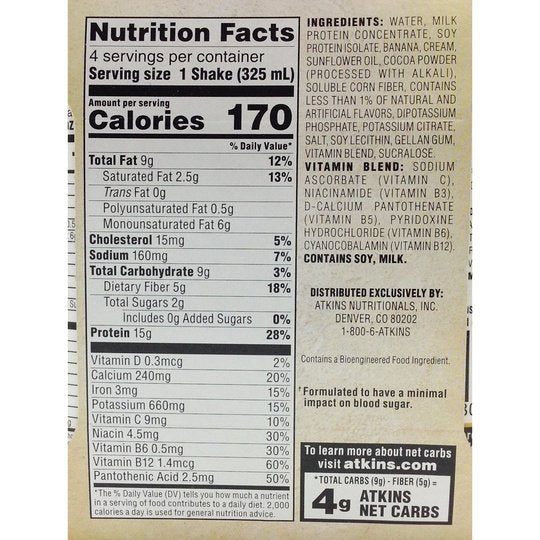 Nutrition Facts
4 servings per container
Serving size 1 Shake (325 mL)
Amount per serving
Calories 170
% Daily Value*
Total Fat 9g 12%
Saturated Fat 2.5g 13%
Trans Fat 0g
Polyunsaturated Fat 0.5g
Monounsaturated Fat 6g
Cholesterol 15mg 5%
Sodium 160mg 7%
Total Carbohydrate 9g 3%
Dietary Fiber 5g 18%
Total Sugars 2g
Includes 0g Added Sugars 0%
Protein 15g 28%
Vitamin D 0.3mcg 2%
Calcium 240mg 20%
Iron 3mg 15%
Potassium 660mg 15%
Vitamin C 9mg 10%
Niacin 4.5mg 30%
Vitamin B6 0.5mg 30%
Vitamin B12 1.4mcg 60%
Pantothenic Acid 2.5mg 50%
*The % Daily Value (DV) tells you how much a nutrient
in a serving of food contributes to a daily diet. 2,000
calories a day is used for general nutrition advice.
INGREDIENTS: WATER, MILK
PROTEIN CONCENTRATE, SOY
PROTEIN ISOLATE, BANANA, CREAM,
SUNFLOWER OIL, COCOA POWDER
(PROCESSED WITH ALKALI),
SOLUBLE CORN FIBER, CONTAINS
LESS THAN 1% OF NATURAL AND
ARTIFICIAL FLAVORS, DIPOTASSIUM
PHOSPHATE, POTASSIUM CITRATE,
SALT, SOY LECITHIN, GELLAN GUM,
VITAMIN BLEND, SUCRALOSE.
VITAMIN BLEND: SODIUM
ASCORBATE (VITAMIN C),
NIACINAMIDE (VITAMIN B3),
D-CALCIUM PANTOTHENATE
(VITAMIN B5), PYRIDOXINE
HYDROCHLORIDE (VITAMIN B6),
CYANOCOBALAMIN (VITAMIN B12).
CONTAINS SOY, MILK.
DISTRIBUTED EXCLUSIVELY BY:
ATKINS NUTRITIONALS, INC.
DENVER, CO 80202
1-800-6-ATKINS
Contains a Bioengineered Food Ingredient.
†Formulated to have a minimal
impact on blood sugar.
To learn more about net carbs
visit atkins.com
*TOTAL CARBS (9g) - FIBER (5g) =
4g ATKINS
NET CARBS